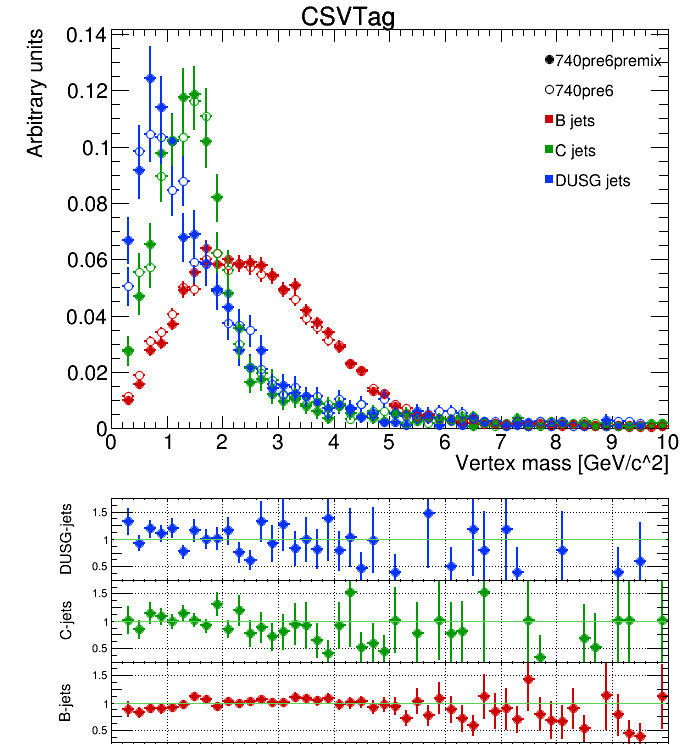 CSVTag
Arbitrary units
0.14
0.12
0.1
0.08
0.06
0.04
0.02
0
740pre6premix
740pre6
B jets
C jets
DUSG jets
0 1 2 3 4 5 6 7 8 9 10
Vertex mass [GeV/c^2]
DUSG-jets
1.5
1
0.5
C-jets
1.5
1
0.5
B-jets
1.5
1
0.5